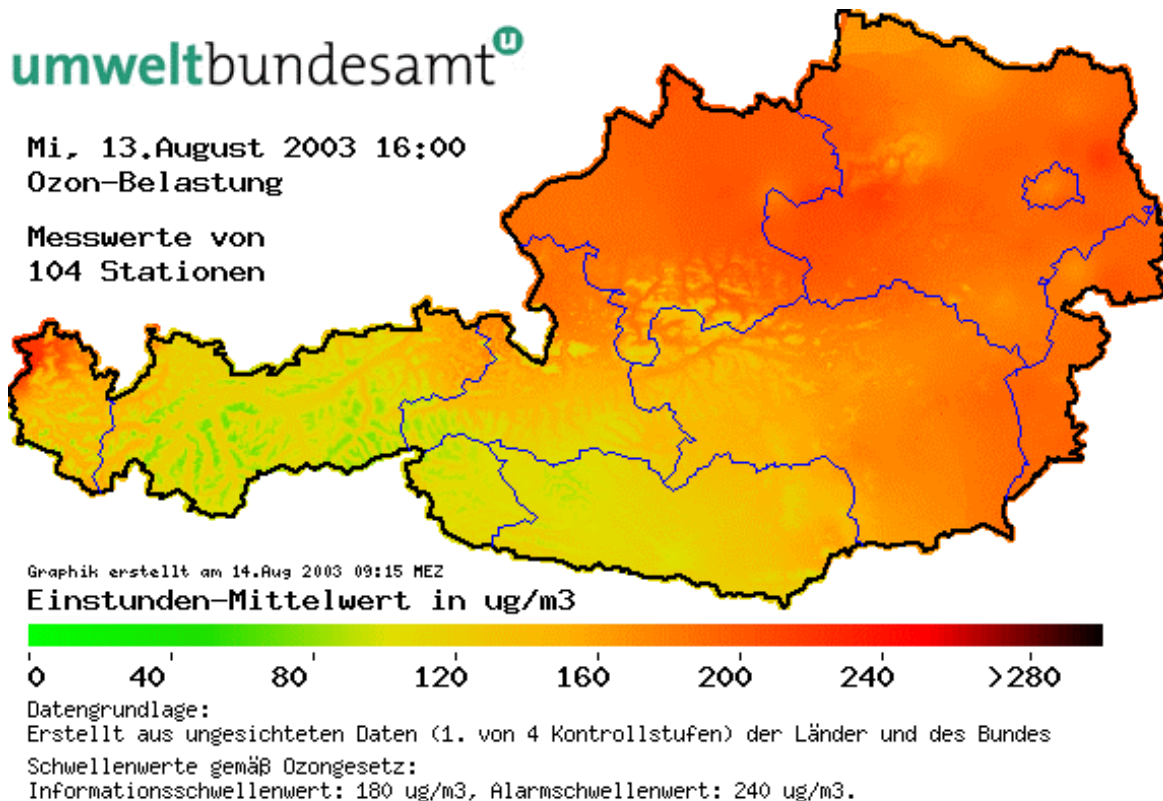 umweltbundesamt u
Mi, 13.August 2003 16:00
Ozon-Belastung
Messwerte von
104 Stationen
Graphik erstellt am 14.Aug 2003 09:15 MEZ
Einstunden-Mittelwert in ug/m3
0 40 80 120 160 200 240 >280
Datengrundlage:
Erstellt aus ungesichteten Daten (1. von 4 Kontrollstufen) der Länder und des Bundes
Schwellenwerte gemäß Ozongesetz:
Informationsschwellenwert: 180 ug/m3, Alarmschwellenwert: 240 ug/m3.